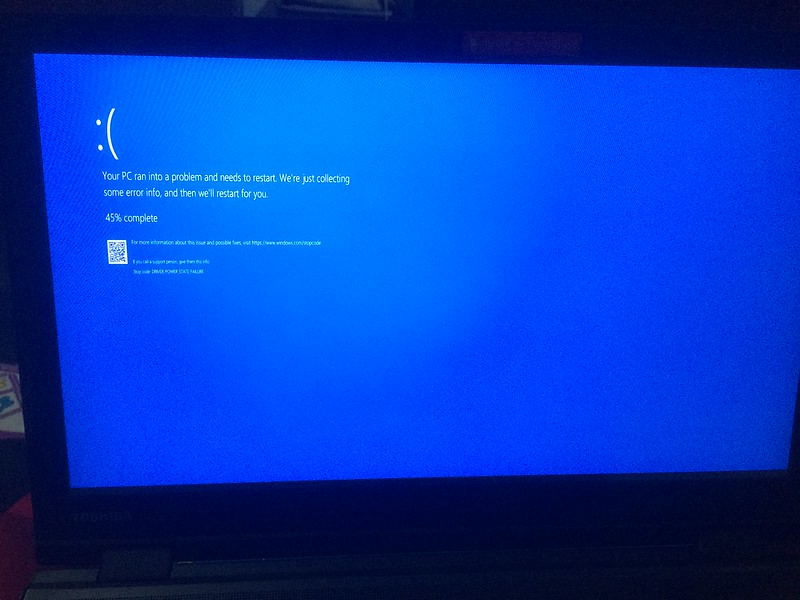 :(
Your PC ran into a problem and needs to restart. We're just collecting
some error info, and then we'll restart for you.
45% complete
For more information about this issue and possible fixes, visit https://www.windows.com/stopcode
If you call a support person, give them this info:
Stop code: DRIVER POWER STATE FAILURE
TOSHIBA